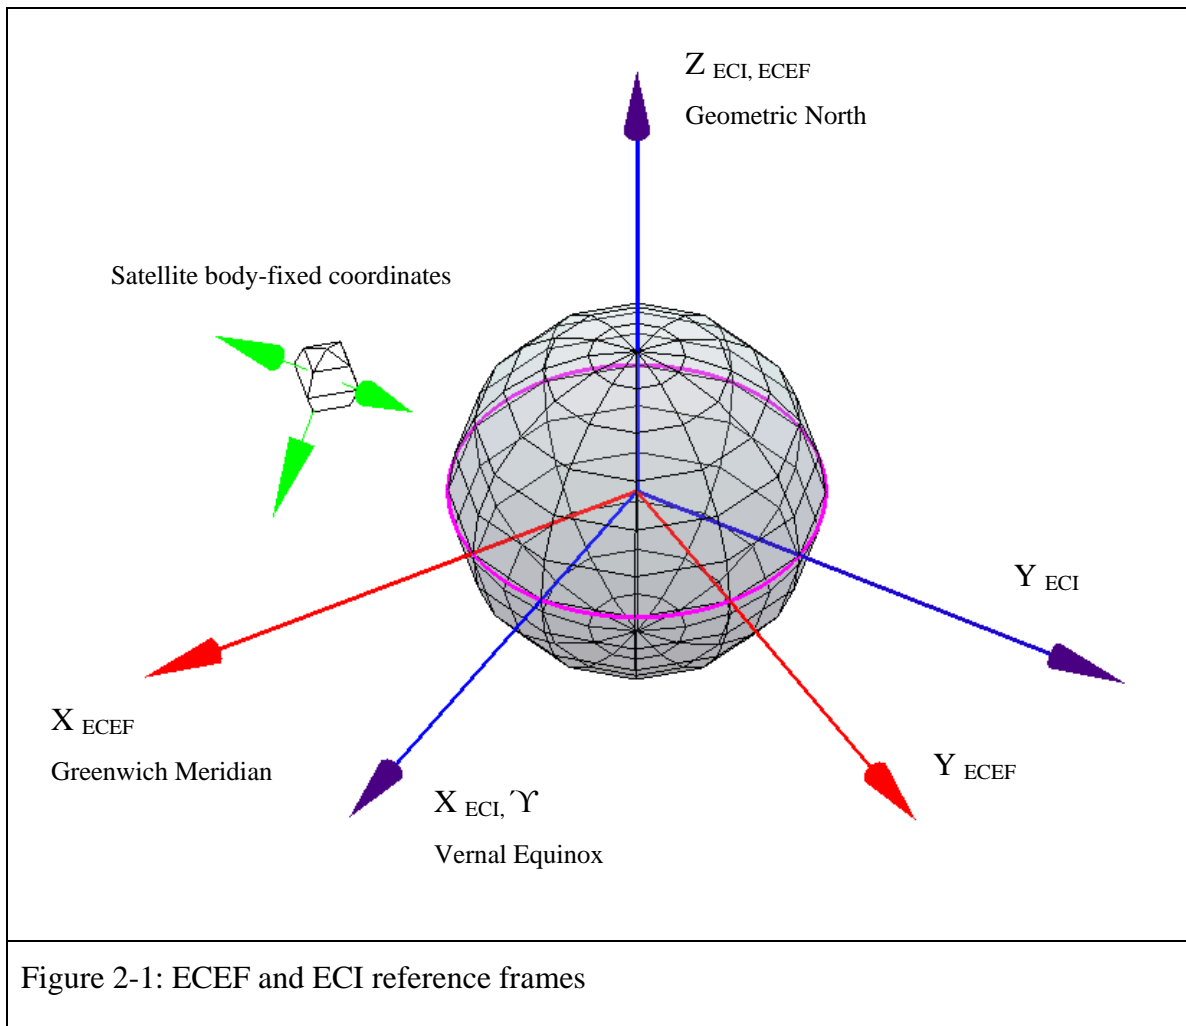 Z ECI, ECEF
Geometric North
Satellite body-fixed coordinates
Y ECI
X ECEF
Greenwich Meridian
Y ECEF
X ECI, ♈
Vernal Equinox
Figure 2-1: ECEF and ECI reference frames